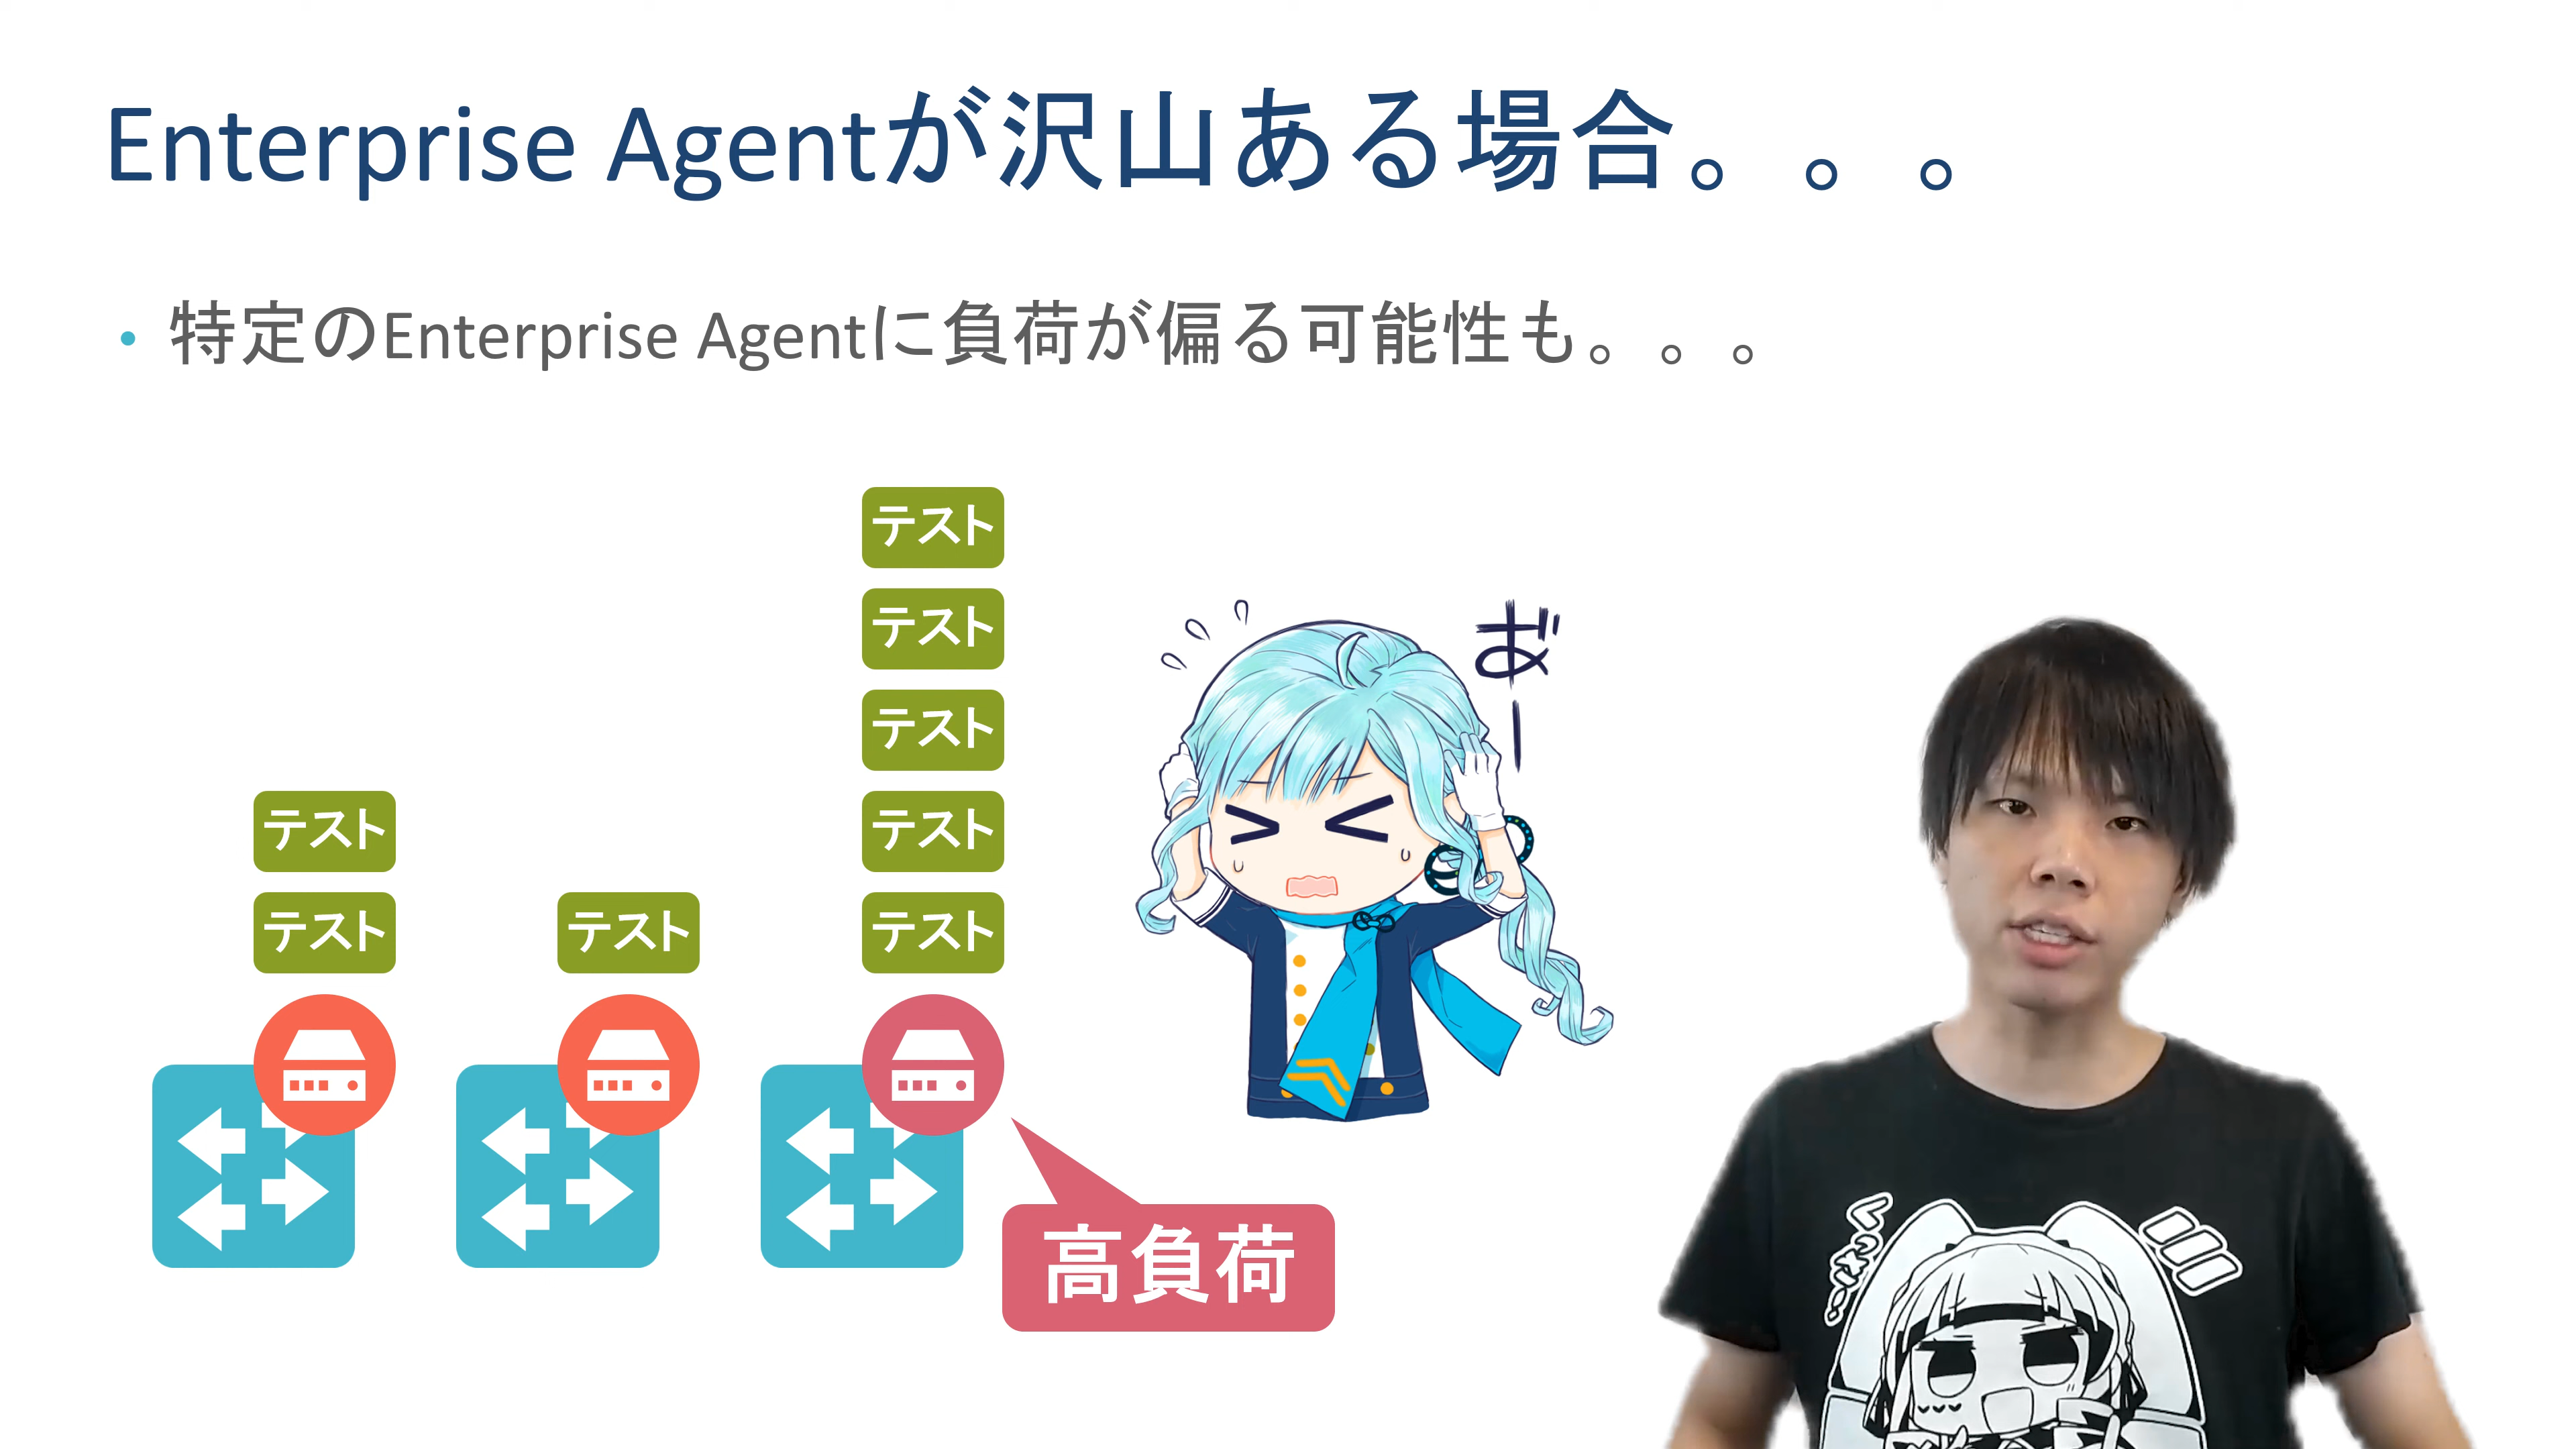 Enterprise Agentが沢山ある場合。。。
• 特定のEnterprise Agentに負荷が偏る可能性も。。。
テスト
テスト
テスト
テスト
テスト
テスト
テスト
テスト
あ゛ー
高負荷